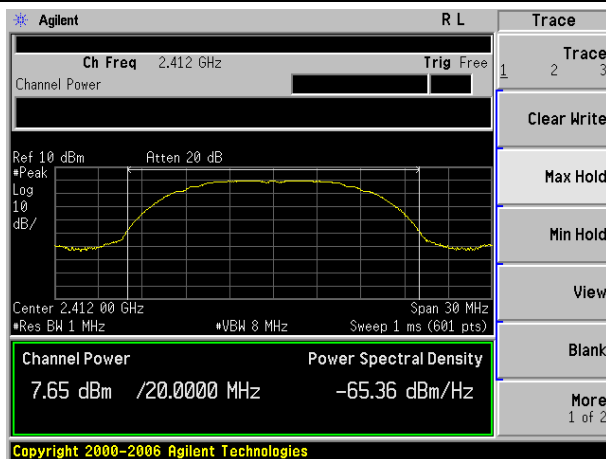 Agilent R L Trace
Ch Freq 2.412 GHz Trig Free
Channel Power
Trace
1 2 3
Clear Write
Max Hold
Min Hold
View
Blank
More
1 of 2
Ref 10 dBm Atten 20 dB
#Peak
Log
10
dB/
Center 2.412 00 GHz Span 30 MHz
#Res BW 1 MHz #VBW 8 MHz Sweep 1 ms (601 pts)
Channel Power Power Spectral Density
7.65 dBm /20.0000 MHz -65.36 dBm/Hz
Copyright 2000-2006 Agilent Technologies